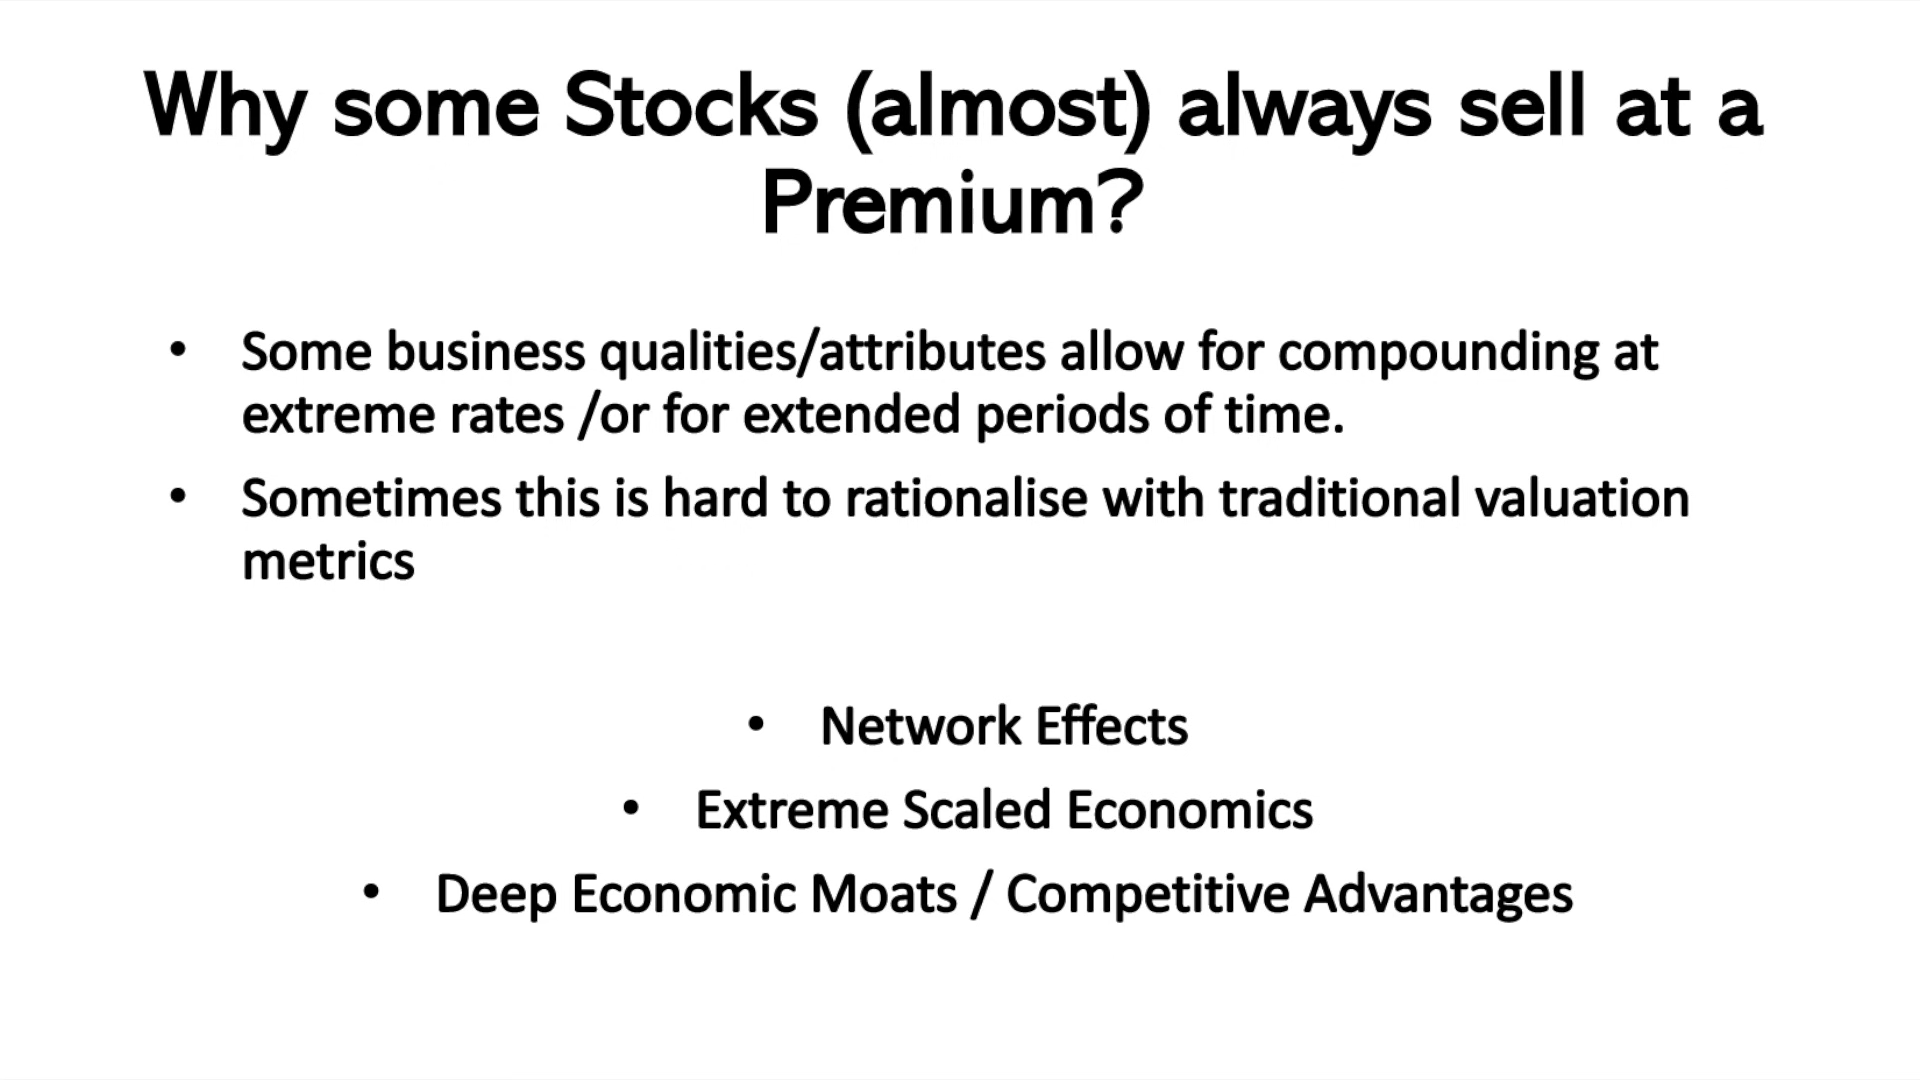 Why some Stocks (almost) always sell at a
Premium?
• Some business qualities/attributes allow for compounding at
extreme rates /or for extended periods of time.
• Sometimes this is hard to rationalise with traditional valuation
metrics
• Network Effects
• Extreme Scaled Economics
• Deep Economic Moats / Competitive Advantages